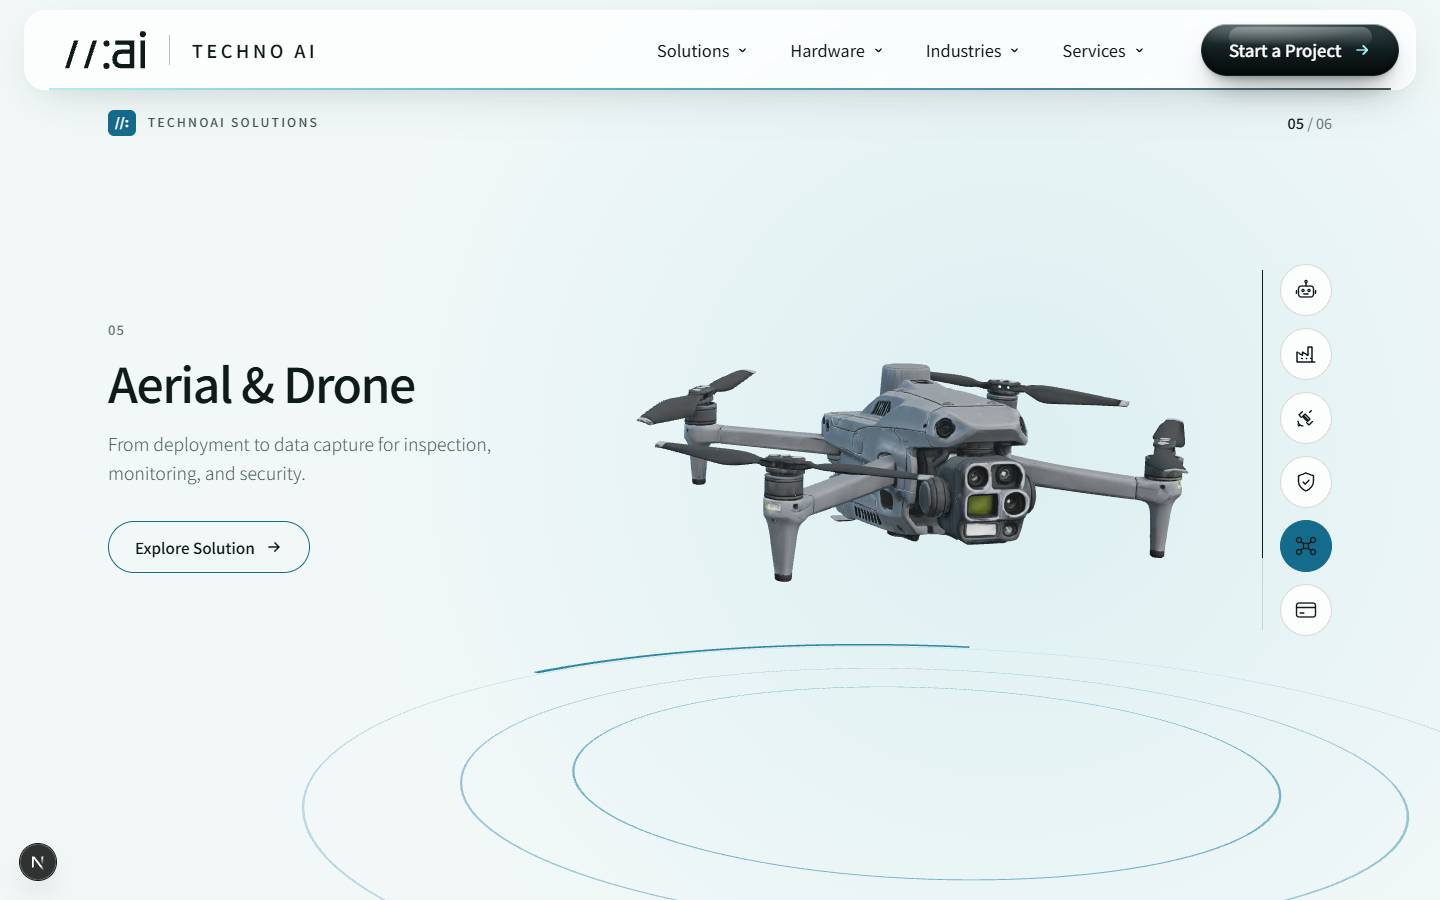 //:ai
TECHNO AI
Solutions
Hardware
Industries
Services
Start a Project
//:
TECHNOAI SOLUTIONS
05 / 06
05
Aerial & Drone
From deployment to data capture for inspection,
monitoring, and security.
Explore Solution
N